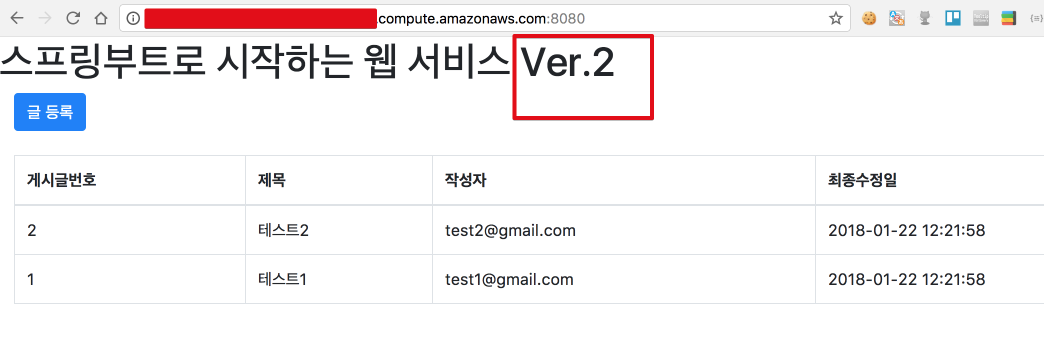 .compute.amazonaws.com:8080
스프링부트로 시작하는 웹 서비스 Ver.2
글 등록
게시글번호 제목 작성자 최종수정일
2 테스트2 test2@gmail.com 2018-01-22 12:21:58
1 테스트1 test1@gmail.com 2018-01-22 12:21:58